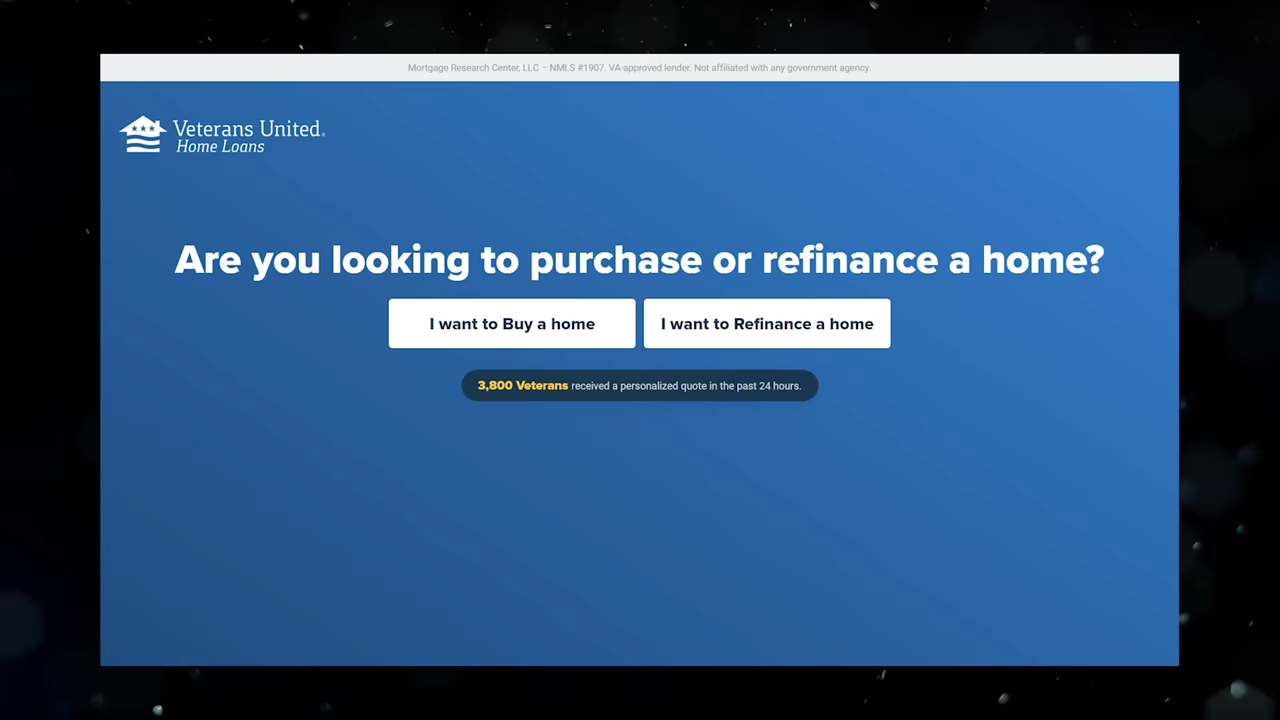 Mortgage Research Center, LLC – NMLS #1907. VA-approved lender. Not affiliated with any government agency.
Veterans United®
Home Loans
Are you looking to purchase or refinance a home?
I want to Buy a home I want to Refinance a home
3,800 Veterans received a personalized quote in the past 24 hours.